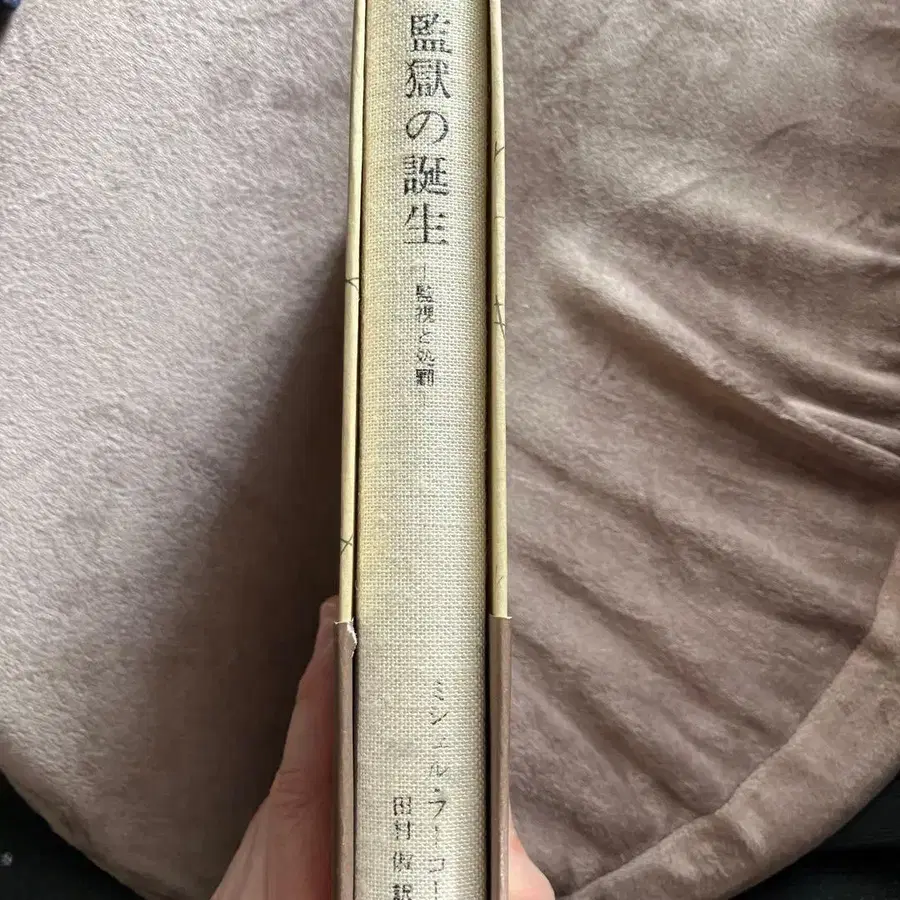 監獄の誕生
監視と処罰
ミシェル・フーコー
田村俶訳